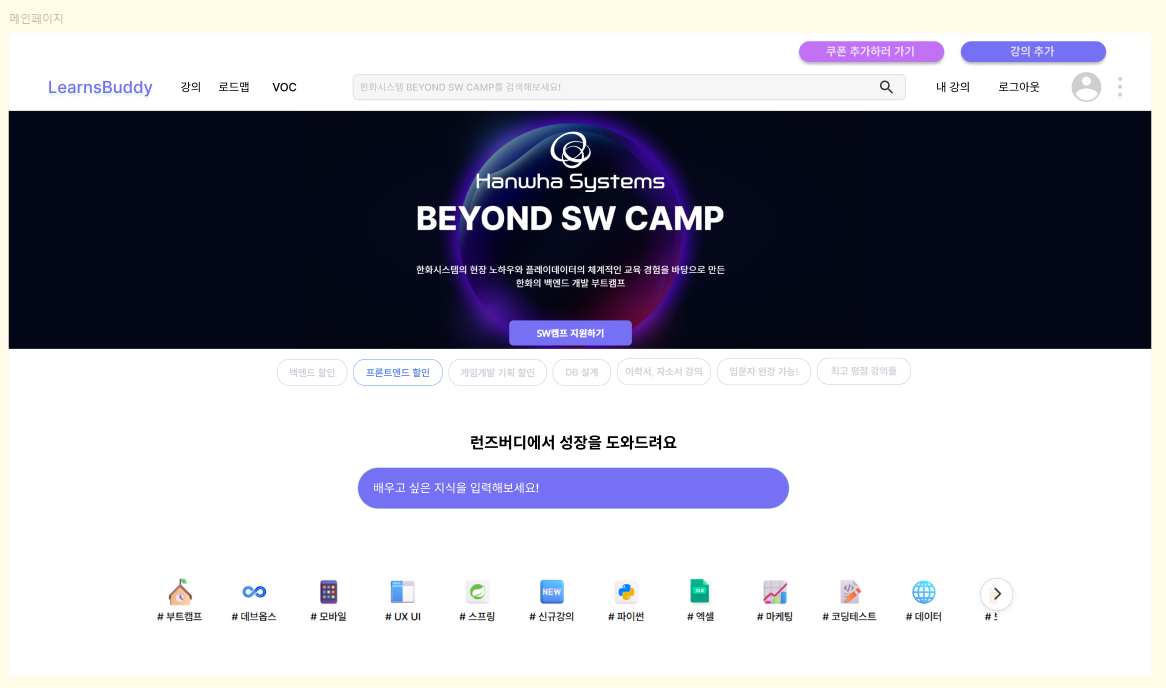 메인페이지
쿠폰 추가하러 가기
강의 추가
LearnsBuddy
강의
로드맵
VOC
한화시스템 BEYOND SW CAMP를 검색해보세요!
내 강의
로그아웃
Hanwha Systems
BEYOND SW CAMP
한화시스템의 현장 노하우와 플레이데이터의 체계적인 교육 경험을 바탕으로 만든
한화의 백엔드 개발 부트캠프
SW캠프 지원하기
백엔드 할인
프론트엔드 할인
게임개발 기획 할인
DB 설계
이력서, 자소서 강의
입문자 완강 가능!
최고 평점 강의들
런즈버디에서 성장을 도와드려요
배우고 싶은 지식을 입력해보세요!
NEW
# 부트캠프
# 데브옵스
# 모바일
# UX UI
# 스프링
# 신규강의
# 파이썬
# 엑셀
# 마케팅
# 코딩테스트
# 데이터